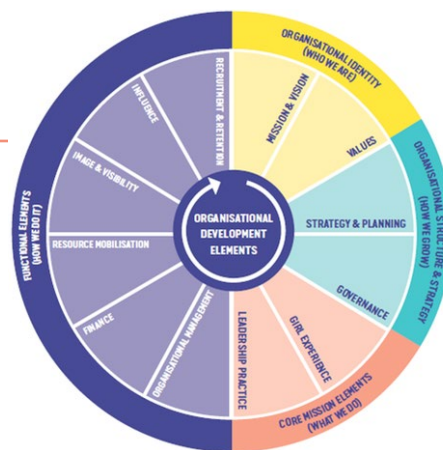 ORGANISATIONAL
DEVELOPMENT
ELEMENTS
ORGANISATIONAL IDENTITY
(WHO WE ARE)
MISSION & VISION
VALUES
ORGANISATIONAL STRUCTURE & STRATEGY
(HOW WE GROW)
STRATEGY & PLANNING
GOVERNANCE
CORE MISSION ELEMENTS
(WHAT WE DO)
GIRL EXPERIENCE
LEADERSHIP PRACTICE
FUNCTIONAL ELEMENTS
(HOW WE DO IT)
ORGANISATIONAL MANAGEMENT
FINANCE
RESOURCE MOBILISATION
IMAGE & VISIBILITY
INFLUENCE
RECRUITMENT & RETENTION